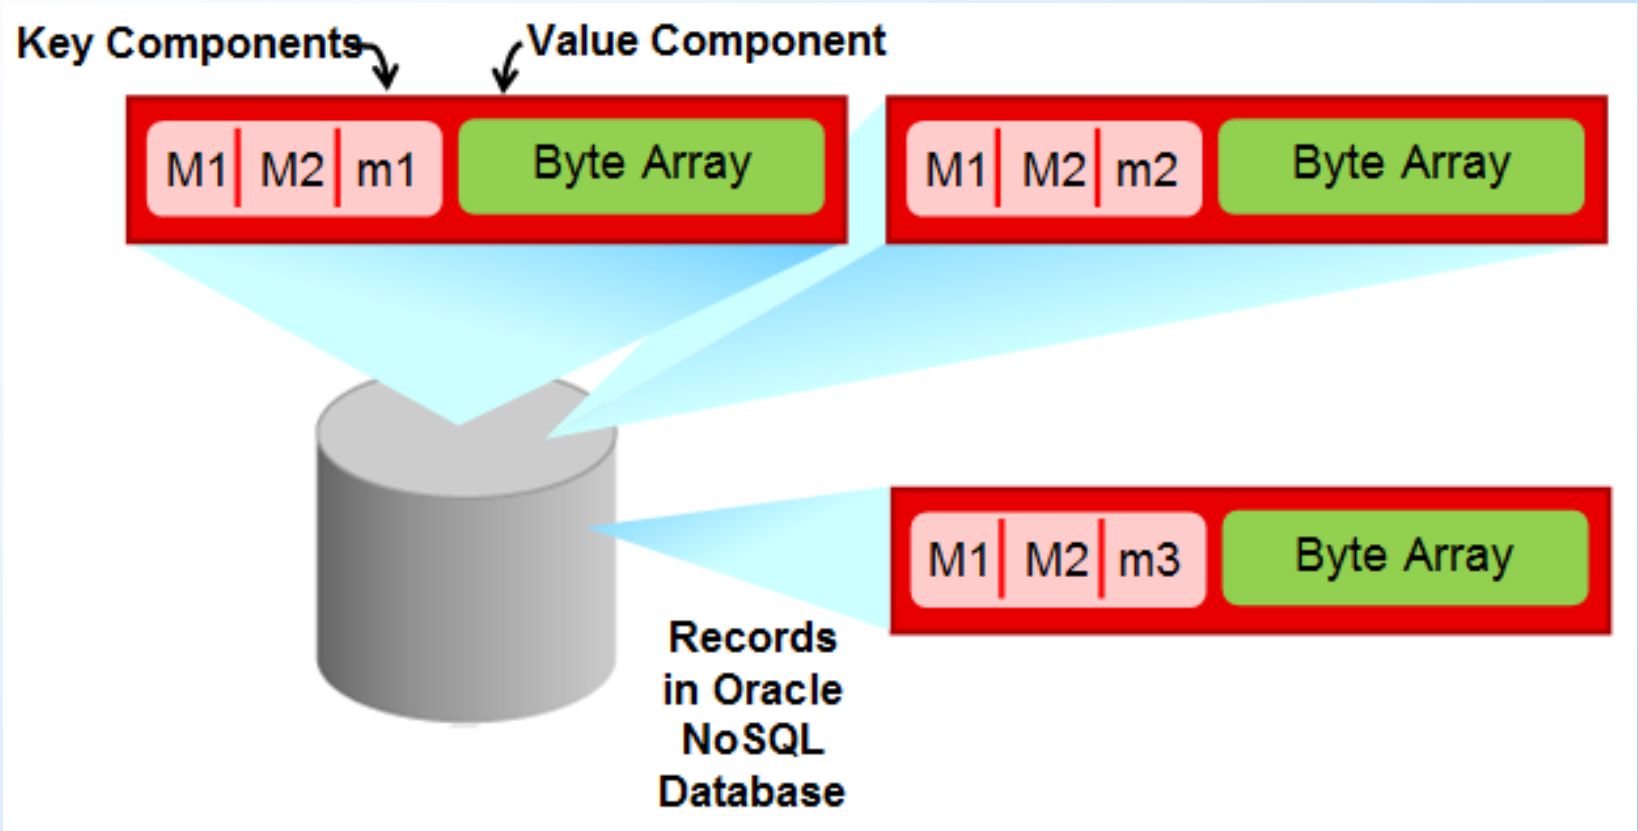 Key Components
Value Component
M1 M2 m1 Byte Array
M1 M2 m2 Byte Array
M1 M2 m3 Byte Array
Records
in Oracle
NoSQL
Database